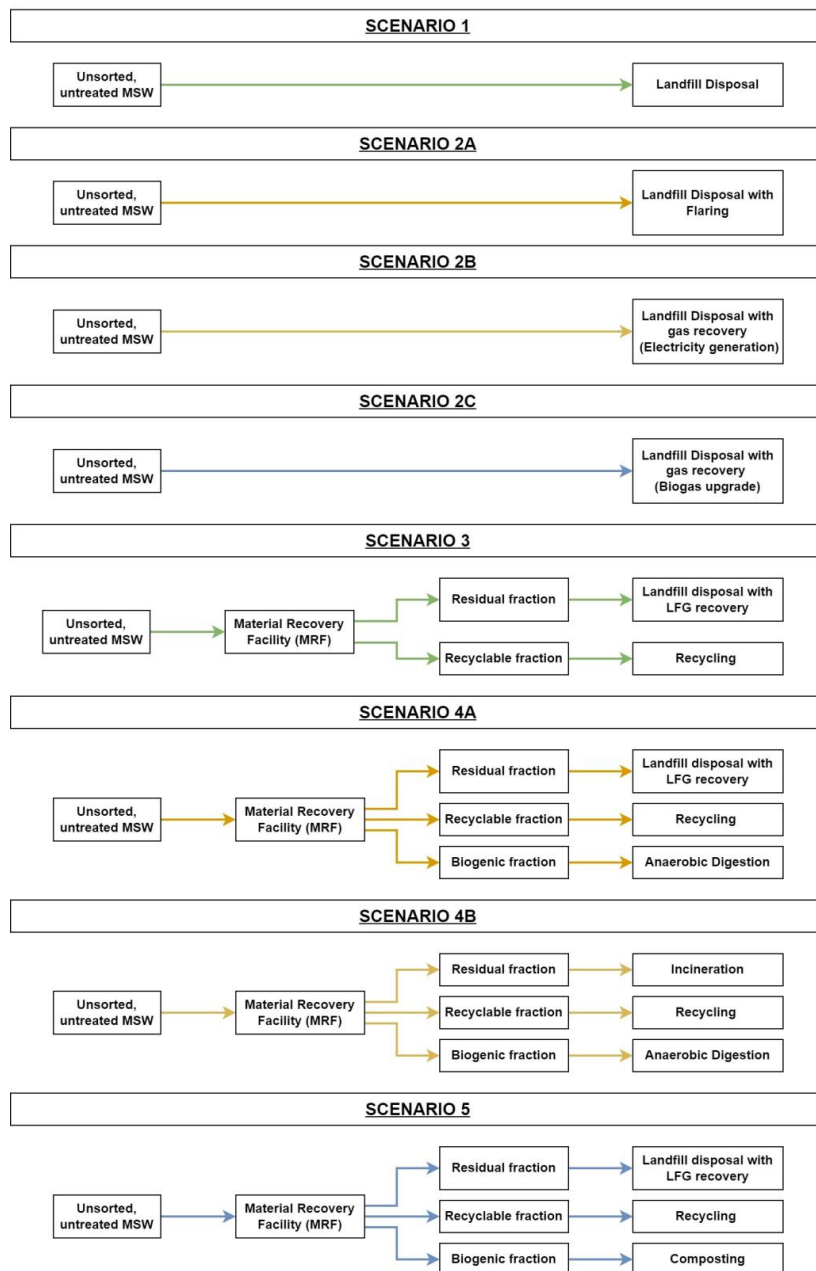 SCENARIO 1
Unsorted,
untreated MSW
Landfill Disposal
SCENARIO 2A
Unsorted,
untreated MSW
Landfill Disposal with
Flaring
SCENARIO 2B
Unsorted,
untreated MSW
Landfill Disposal with
gas recovery
(Electricity generation)
SCENARIO 2C
Unsorted,
untreated MSW
Landfill Disposal with
gas recovery
(Biogas upgrade)
SCENARIO 3
Unsorted,
untreated MSW
Material Recovery
Facility (MRF)
Residual fraction
Landfill disposal with
LFG recovery
Recyclable fraction
Recycling
SCENARIO 4A
Unsorted,
untreated MSW
Material Recovery
Facility (MRF)
Residual fraction
Landfill disposal with
LFG recovery
Recyclable fraction
Recycling
Biogenic fraction
Anaerobic Digestion
SCENARIO 4B
Unsorted,
untreated MSW
Material Recovery
Facility (MRF)
Residual fraction
Incineration
Recyclable fraction
Recycling
Biogenic fraction
Anaerobic Digestion
SCENARIO 5
Unsorted,
untreated MSW
Material Recovery
Facility (MRF)
Residual fraction
Landfill disposal with
LFG recovery
Recyclable fraction
Recycling
Biogenic fraction
Composting